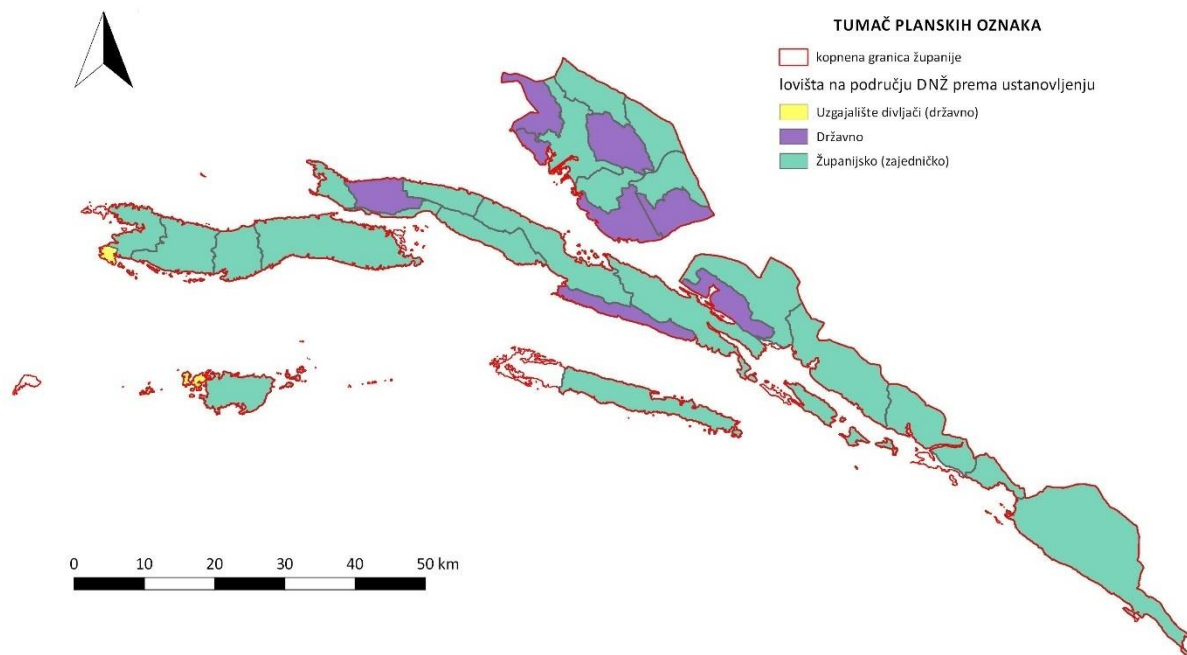 TUMAČ PLANSKIH OZNAKA
kopnena granica županije
lovišta na području DNŽ prema ustanovljenju
Uzgajalište divljači (državno)
Državno
Županijsko (zajedničko)
0 10 20 30 40 50 km